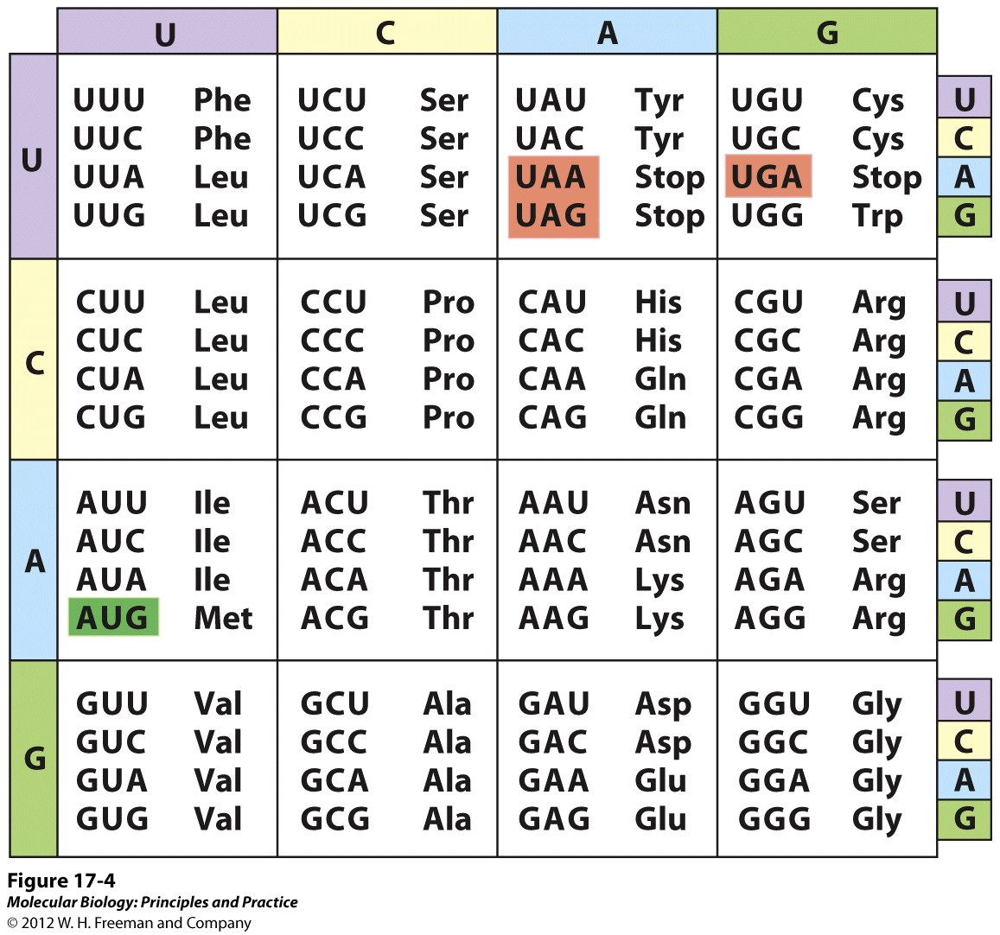 U C A G
U
UUU Phe UCU Ser UAU Tyr UGU Cys U
UUC Phe UCC Ser UAC Tyr UGC Cys C
UUA Leu UCA Ser UAA Stop UGA Stop A
UUG Leu UCG Ser UAG Stop UGG Trp G
C
CUU Leu CCU Pro CAU His CGU Arg U
CUC Leu CCC Pro CAC His CGC Arg C
CUA Leu CCA Pro CAA Gln CGA Arg A
CUG Leu CCG Pro CAG Gln CGG Arg G
A
AUU Ile ACU Thr AAU Asn AGU Ser U
AUC Ile ACC Thr AAC Asn AGC Ser C
AUA Ile ACA Thr AAA Lys AGA Arg A
AUG Met ACG Thr AAG Lys AGG Arg G
G
GUU Val GCU Ala GAU Asp GGU Gly U
GUC Val GCC Ala GAC Asp GGC Gly C
GUA Val GCA Ala GAA Glu GGA Gly A
GUG Val GCG Ala GAG Glu GGG Gly G
Figure 17-4
Molecular Biology: Principles and Practice
© 2012 W. H. Freeman and Company